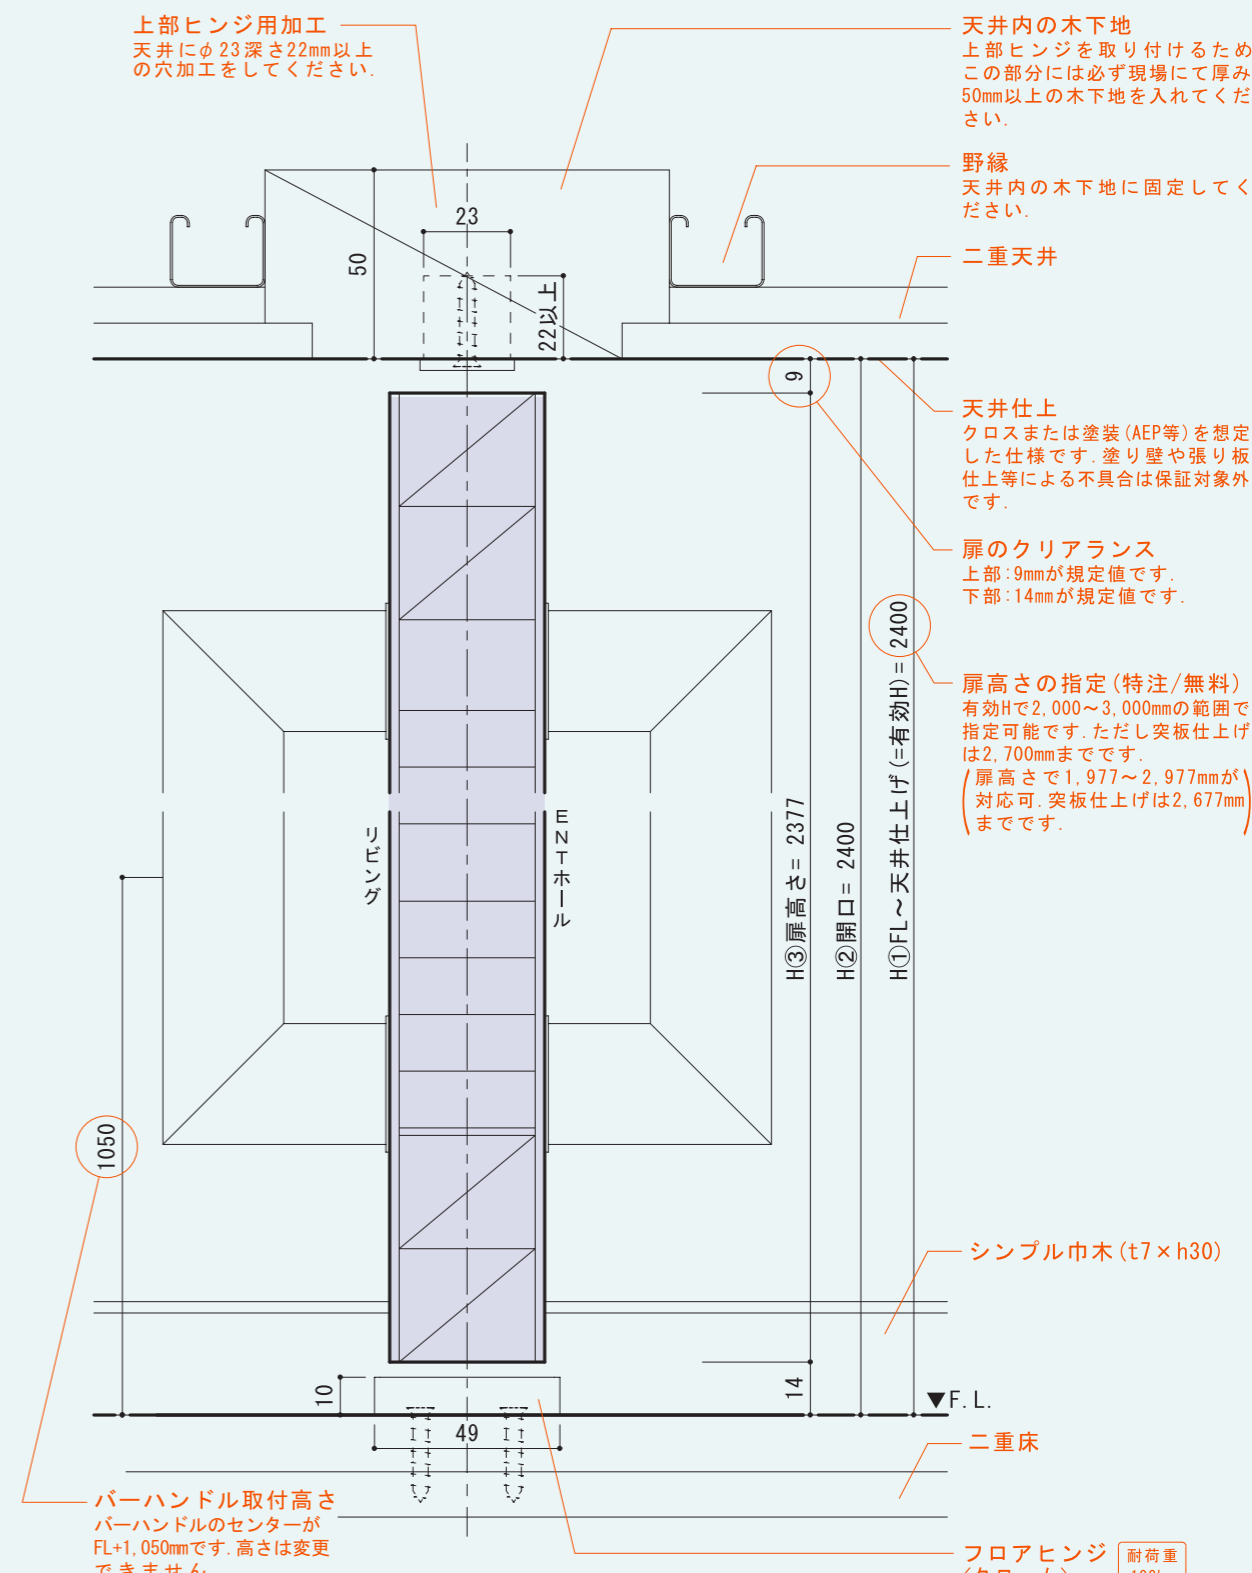 上部ヒンジ用加工
天井にφ23深さ22mm以上
の穴加工をしてください.
天井内の木下地
上部ヒンジを取り付けるため
この部分には必ず現場にて厚み
50mm以上の木下地を入れてくだ
さい.
野縁
天井内の木下地に固定してく
ださい.
二重天井
23
50
22以上
9
天井仕上
クロスまたは塗装(AEP等)を想定
した仕様です.塗り壁や張り板
仕上等による不具合は保証対象外
です.
扉のクリアランス
上部:9mmが規定値です.
下部:14mmが規定値です.
扉高さの指定(特注/無料)
有効Hで2,000～3,000mmの範囲で
指定可能です.ただし突板仕上げ
は2,700mmまでです.
(扉高さで1,977～2,977mmが
対応可.突板仕上げは2,677mm
までです.)
リビング
ENTホール
H③扉高さ= 2377
H②開口= 2400
H①FL～天井仕上げ(=有効H)= 2400
1050
シンプル巾木(t7×h30)
10
14
▼F.L.
49
二重床
バーハンドル取付高さ
バーハンドルのセンターが
FL+1,050mmです.高さは変更
できません.
フロアヒンジ
耐荷重